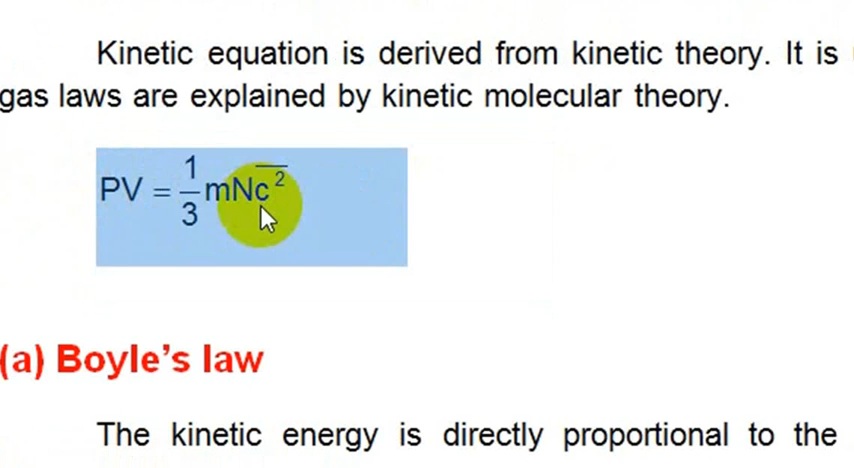 Kinetic equation is derived from kinetic theory. It is
gas laws are explained by kinetic molecular theory.
PV = 1/3 mNc̅²
(a) Boyle's law
The kinetic energy is directly proportional to the